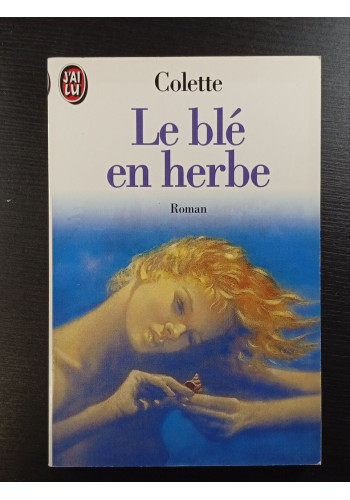 J'AI
LU
Colette
Le blé
en herbe
Roman